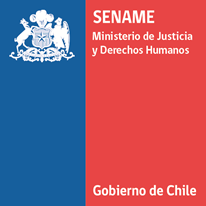 SENAME
Ministerio de Justicia
y Derechos Humanos
Gobierno de Chile